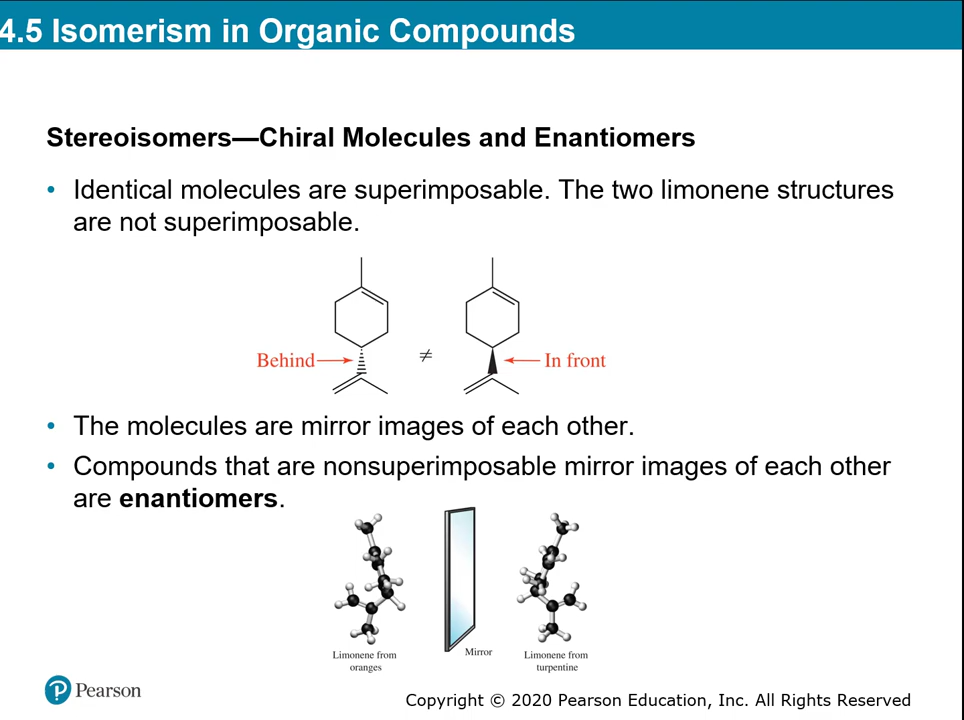 4.5 Isomerism in Organic Compounds
Stereoisomers—Chiral Molecules and Enantiomers
• Identical molecules are superimposable. The two limonene structures
are not superimposable.
Behind
≠
In front
• The molecules are mirror images of each other.
• Compounds that are nonsuperimposable mirror images of each other
are enantiomers.
Limonene from
oranges
Mirror
Limonene from
turpentine
P Pearson
Copyright © 2020 Pearson Education, Inc. All Rights Reserved